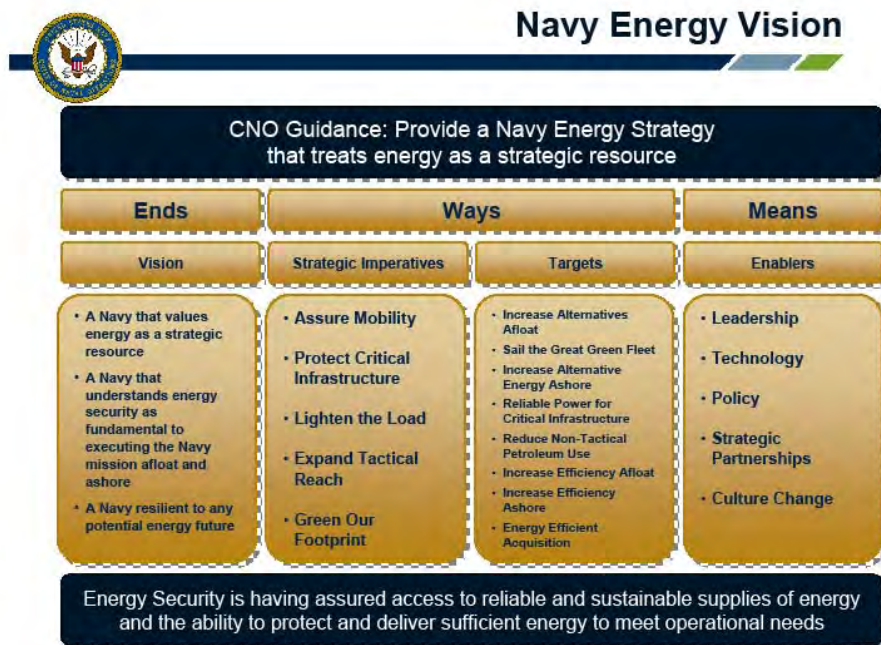 Navy Energy Vision
CNO Guidance: Provide a Navy Energy Strategy
that treats energy as a strategic resource
Ends
Ways
Means
Vision
Strategic Imperatives
Targets
Enablers
• A Navy that values
energy as a strategic
resource
• A Navy that
understands energy
security as
fundamental to
executing the Navy
mission afloat and
ashore
• A Navy resilient to any
potential energy future
• Assure Mobility
• Protect Critical
Infrastructure
• Lighten the Load
• Expand Tactical
Reach
• Green Our
Footprint
• Increase Alternatives
Afloat
• Sail the Great Green Fleet
• Increase Alternative
Energy Ashore
• Reliable Power for
Critical Infrastructure
• Reduce Non-Tactical
Petroleum Use
• Increase Efficiency Afloat
• Increase Efficiency
Ashore
• Energy Efficient
Acquisition
• Leadership
• Technology
• Policy
• Strategic
Partnerships
• Culture Change
Energy Security is having assured access to reliable and sustainable supplies of energy
and the ability to protect and deliver sufficient energy to meet operational needs